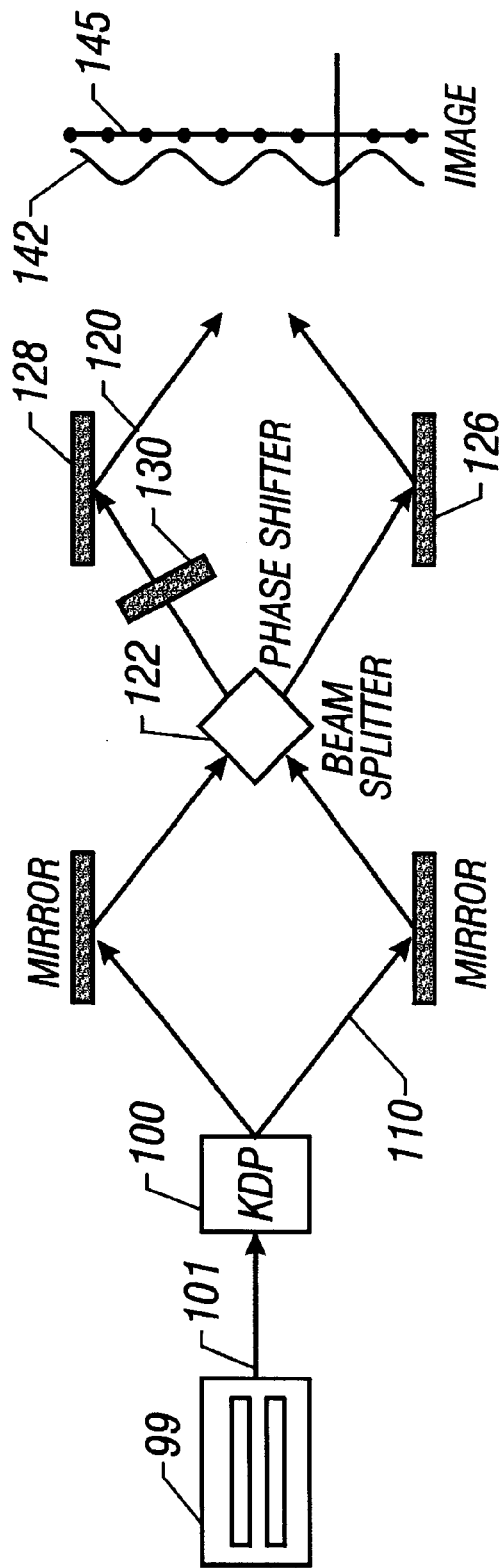 99
101
100
KDP
110
MIRROR
MIRROR
122
BEAM
SPLITTER
PHASE SHIFTER
130
128
120
126
142
145
IMAGE